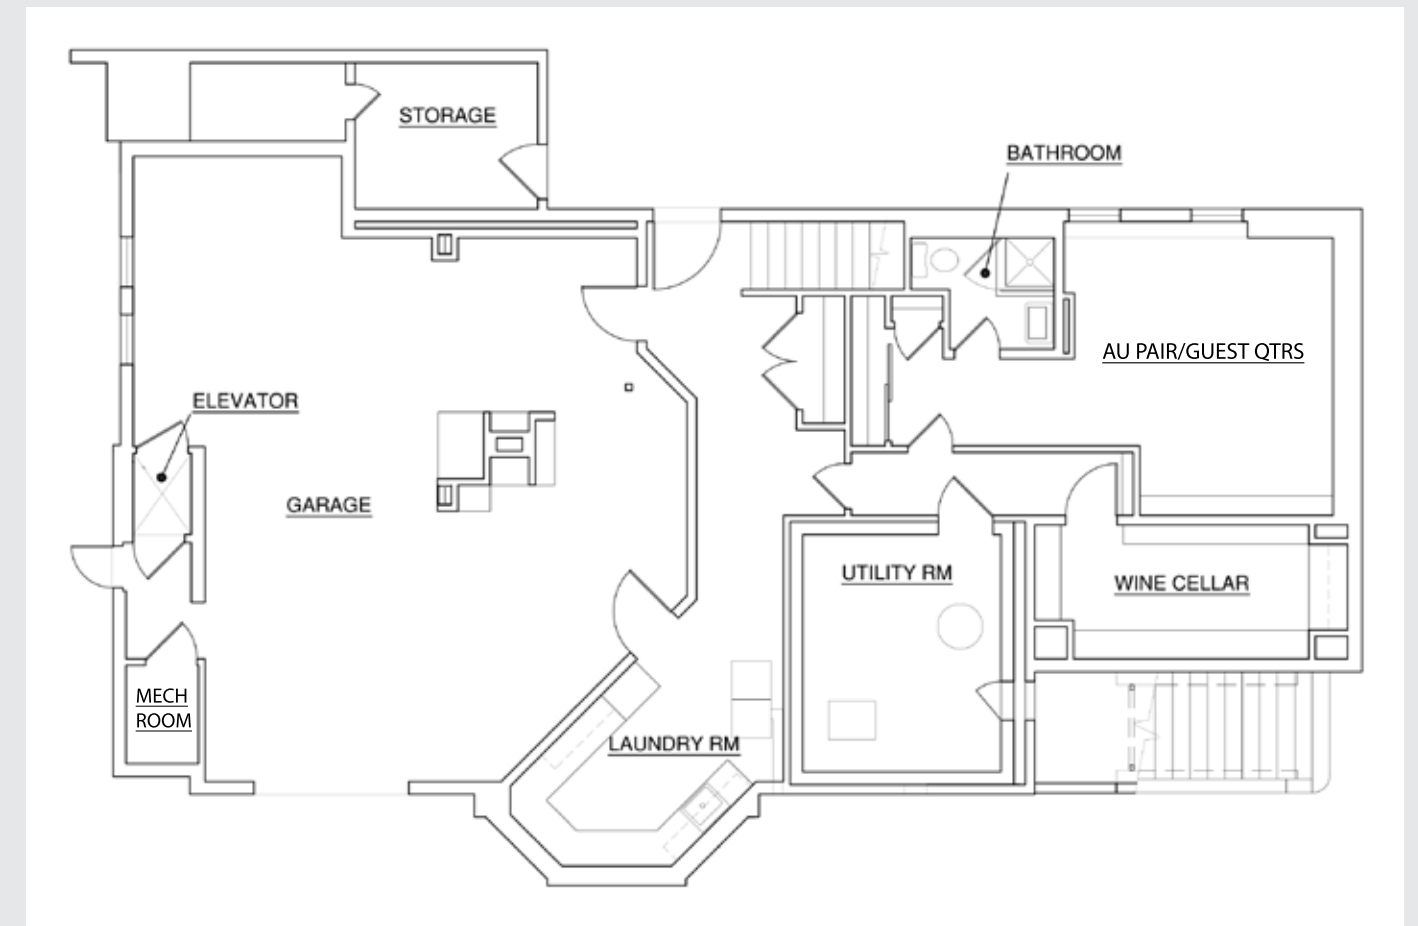 STORAGE
BATHROOM
AU PAIR/GUEST QTRS
ELEVATOR
GARAGE
UTILITY RM
WINE CELLAR
MECH
ROOM
LAUNDRY RM